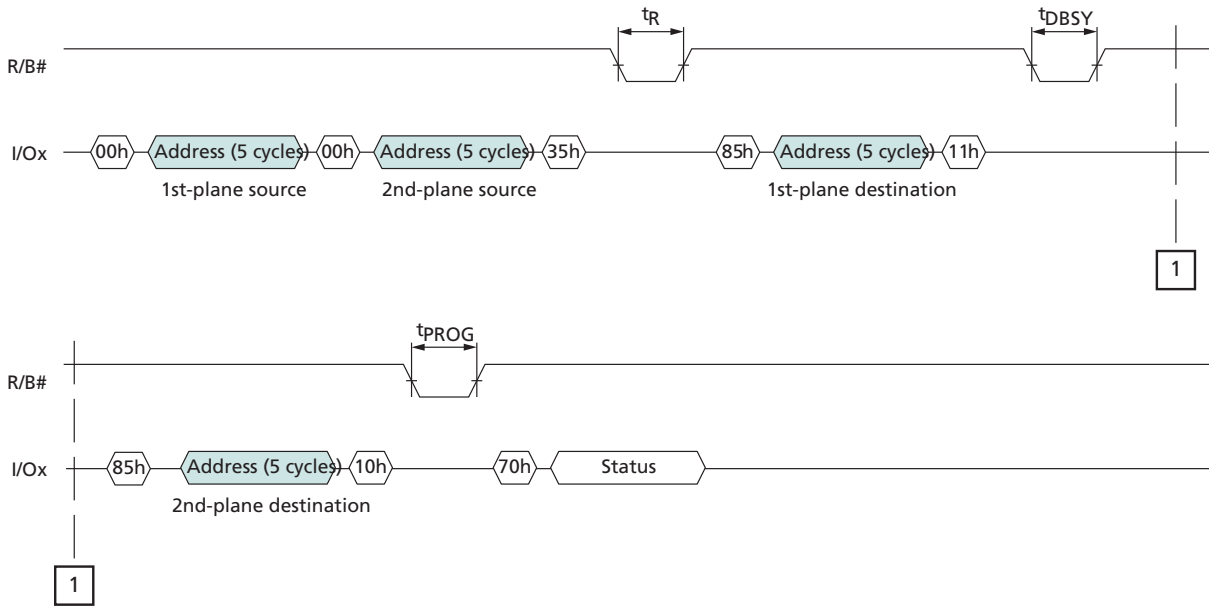 tR tDBSY
R/B#
I/Ox 00h Address (5 cycles) 00h Address (5 cycles) 35h 85h Address (5 cycles) 11h
1st-plane source 2nd-plane source 1st-plane destination
1
tPROG
R/B#
I/Ox 85h Address (5 cycles) 10h 70h Status
2nd-plane destination
1